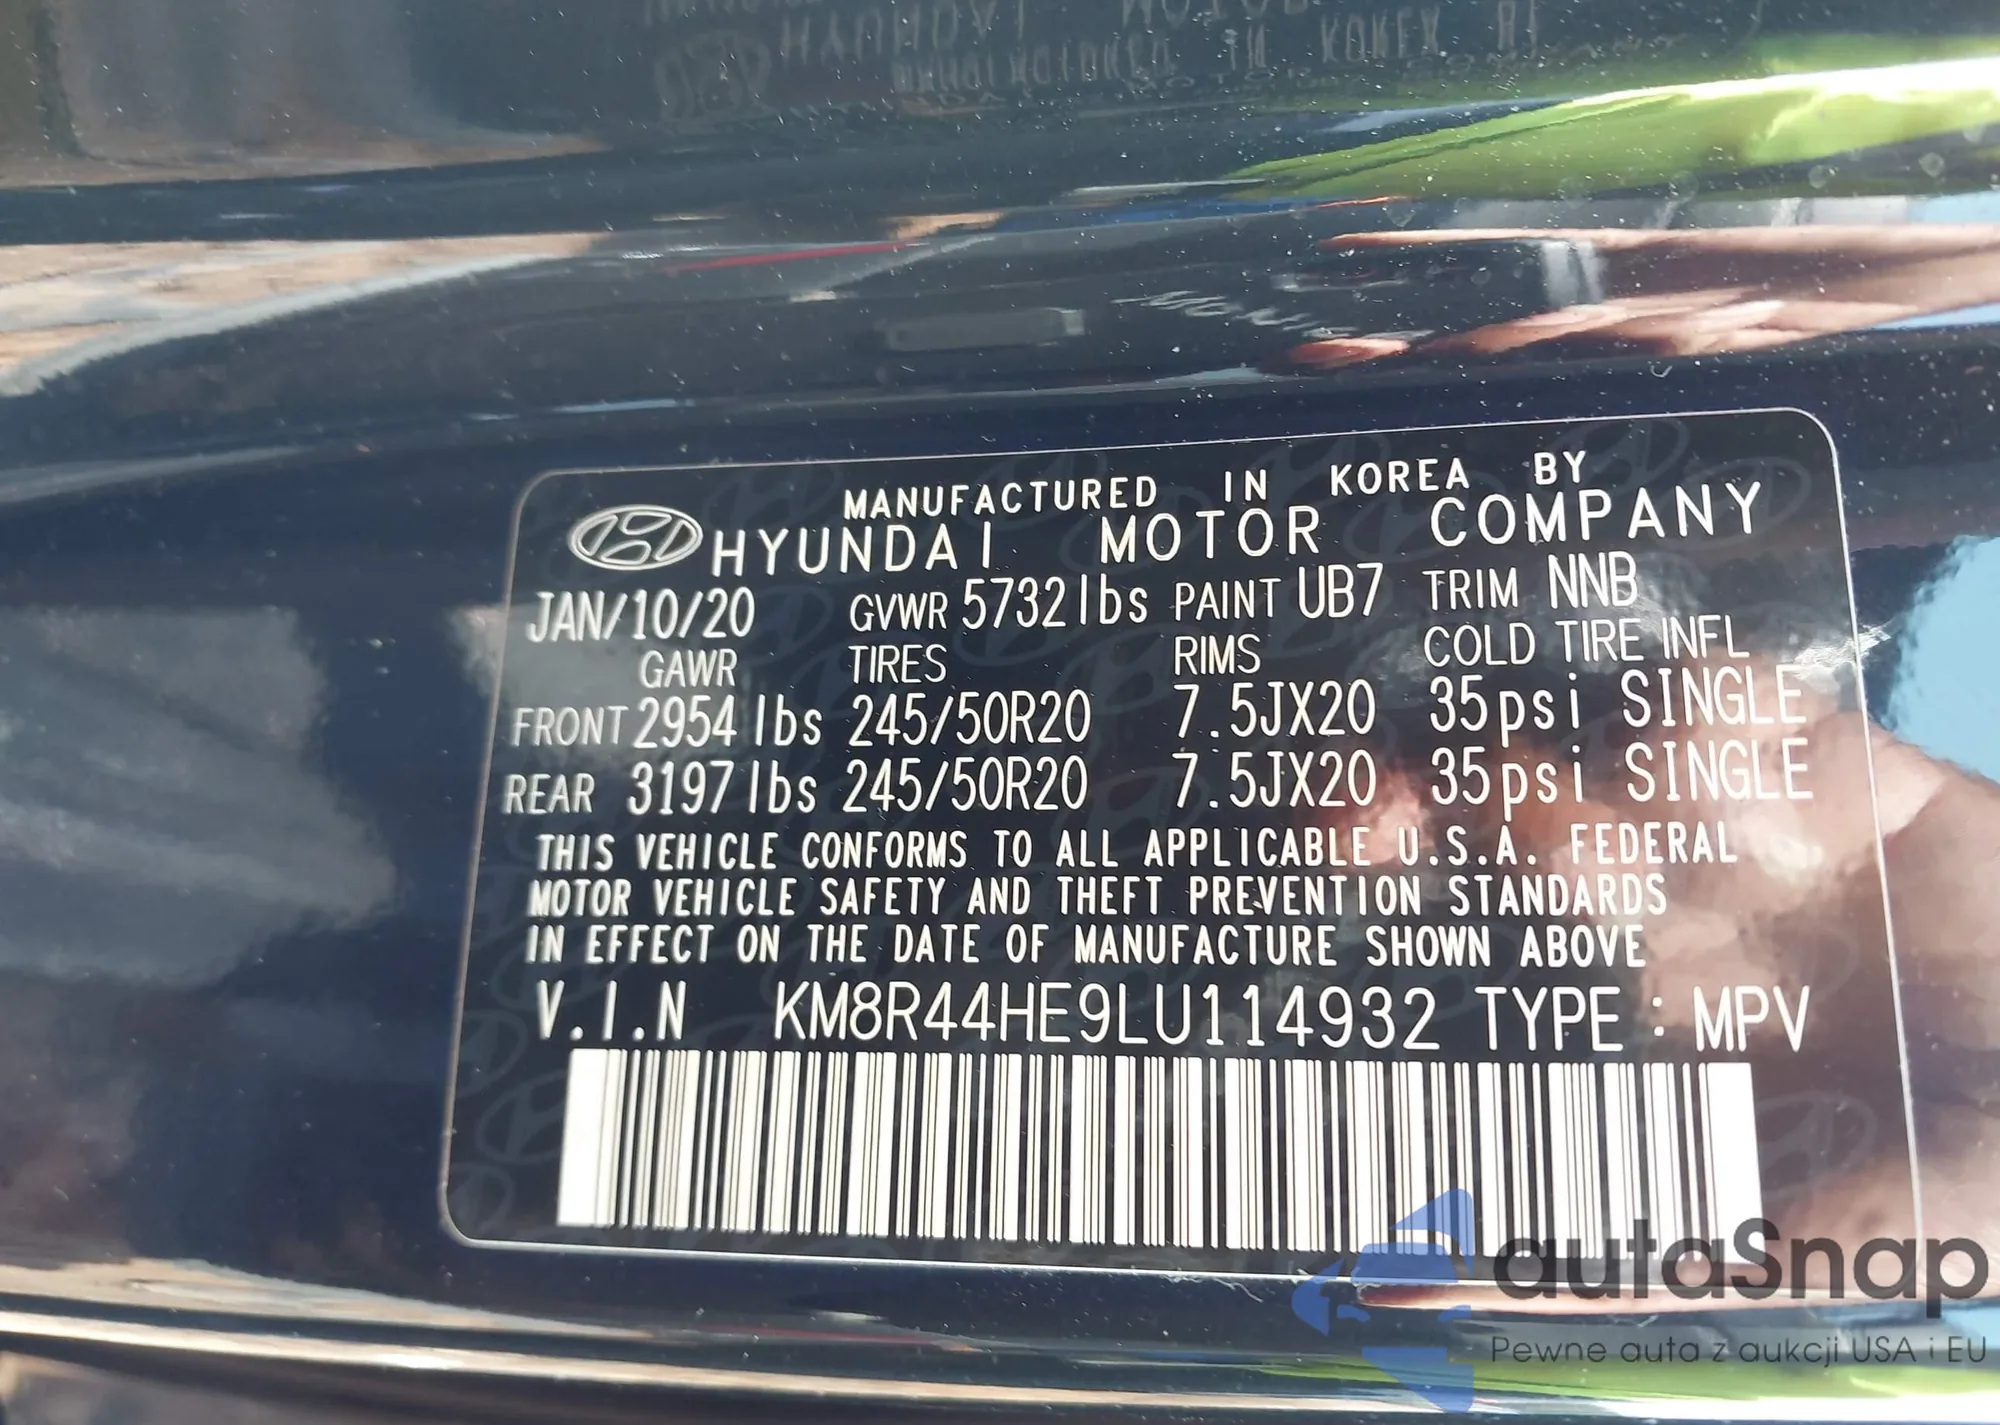 MANUFACTURED IN KOREA BY
HYUNDAI MOTOR COMPANY
JAN/10/20 GVWR 5732lbs PAINT UB7 TRIM NNB
GAWR TIRES RIMS COLD TIRE INFL
FRONT 2954lbs 245/50R20 7.5JX20 35psi SINGLE
REAR 3197lbs 245/50R20 7.5JX20 35psi SINGLE
THIS VEHICLE CONFORMS TO ALL APPLICABLE U.S.A. FEDERAL
MOTOR VEHICLE SAFETY AND THEFT PREVENTION STANDARDS
IN EFFECT ON THE DATE OF MANUFACTURE SHOWN ABOVE
V.I.N KM8R44HE9LU114932 TYPE : MPV
autaSnap
Pewne auta z aukcji USA i EU